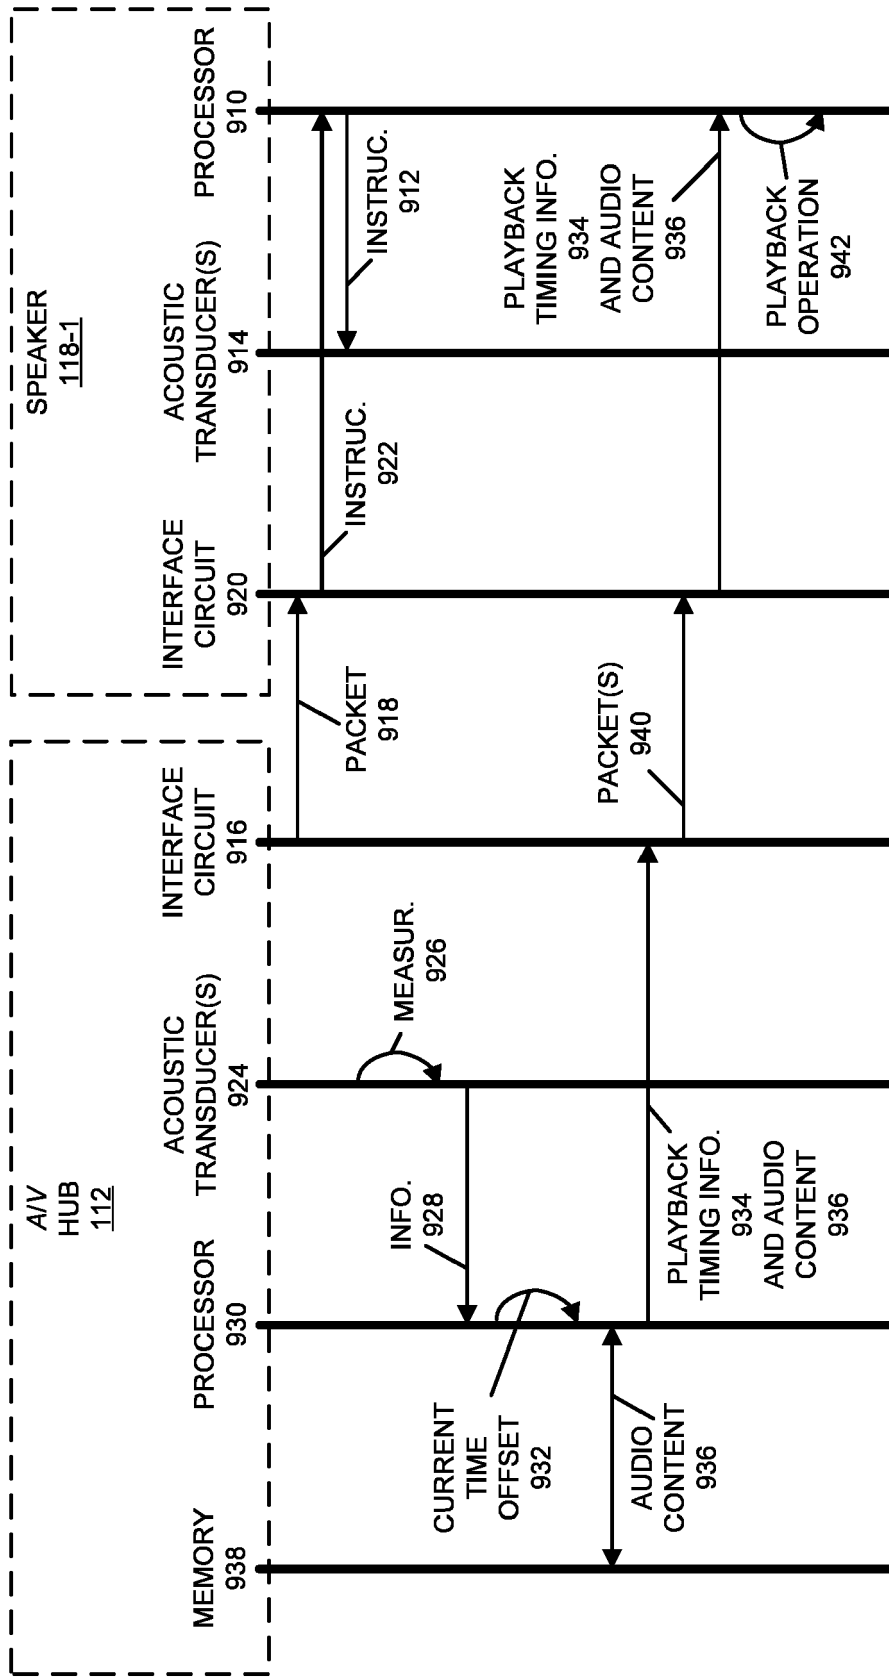 A/V
HUB
112
SPEAKER
118-1
MEMORY
938
PROCESSOR
930
ACOUSTIC
TRANSDUCER(S)
924
INTERFACE
CIRCUIT
916
INTERFACE
CIRCUIT
920
ACOUSTIC
TRANSDUCER(S)
914
PROCESSOR
910
PACKET
918
INSTRUC.
922
INSTRUC.
912
MEASUR.
926
INFO.
928
CURRENT
TIME
OFFSET
932
AUDIO
CONTENT
936
PLAYBACK
TIMING INFO.
934
AND AUDIO
CONTENT
936
PACKET(S)
940
PLAYBACK
TIMING INFO.
934
AND AUDIO
CONTENT
936
PLAYBACK
OPERATION
942